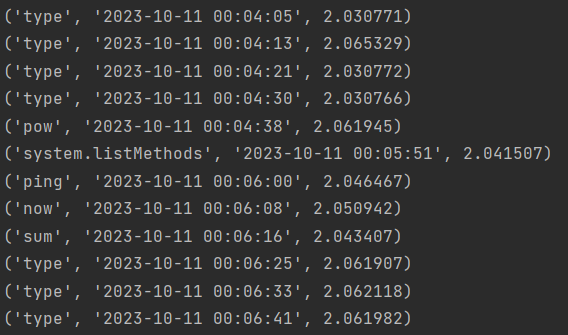 ('type', '2023-10-11 00:04:05', 2.030771)
('type', '2023-10-11 00:04:13', 2.065329)
('type', '2023-10-11 00:04:21', 2.030772)
('type', '2023-10-11 00:04:30', 2.030766)
('pow', '2023-10-11 00:04:38', 2.061945)
('system.listMethods', '2023-10-11 00:05:51', 2.041507)
('ping', '2023-10-11 00:06:00', 2.046467)
('now', '2023-10-11 00:06:08', 2.050942)
('sum', '2023-10-11 00:06:16', 2.043407)
('type', '2023-10-11 00:06:25', 2.061907)
('type', '2023-10-11 00:06:33', 2.062118)
('type', '2023-10-11 00:06:41', 2.061982)